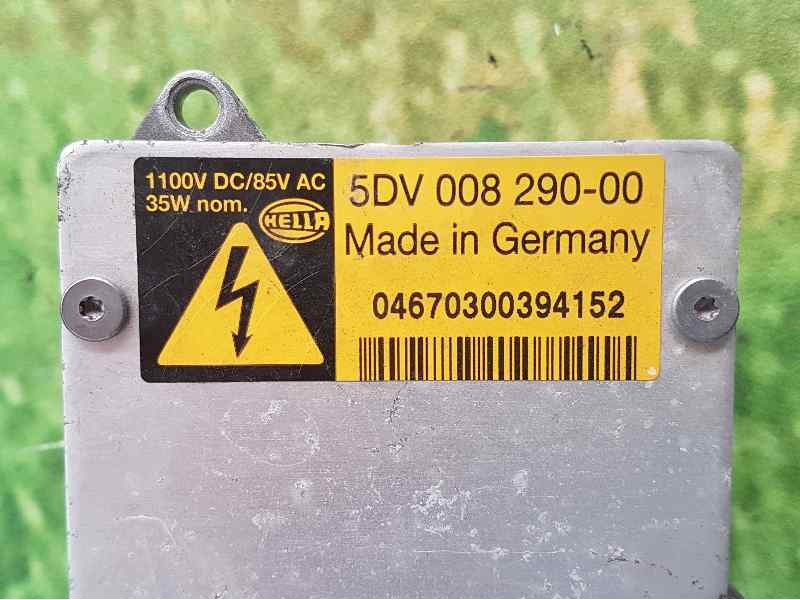 1100V DC/85V AC
35W nom.
HELLA
5DV 008 290-00
Made in Germany
04670300394152